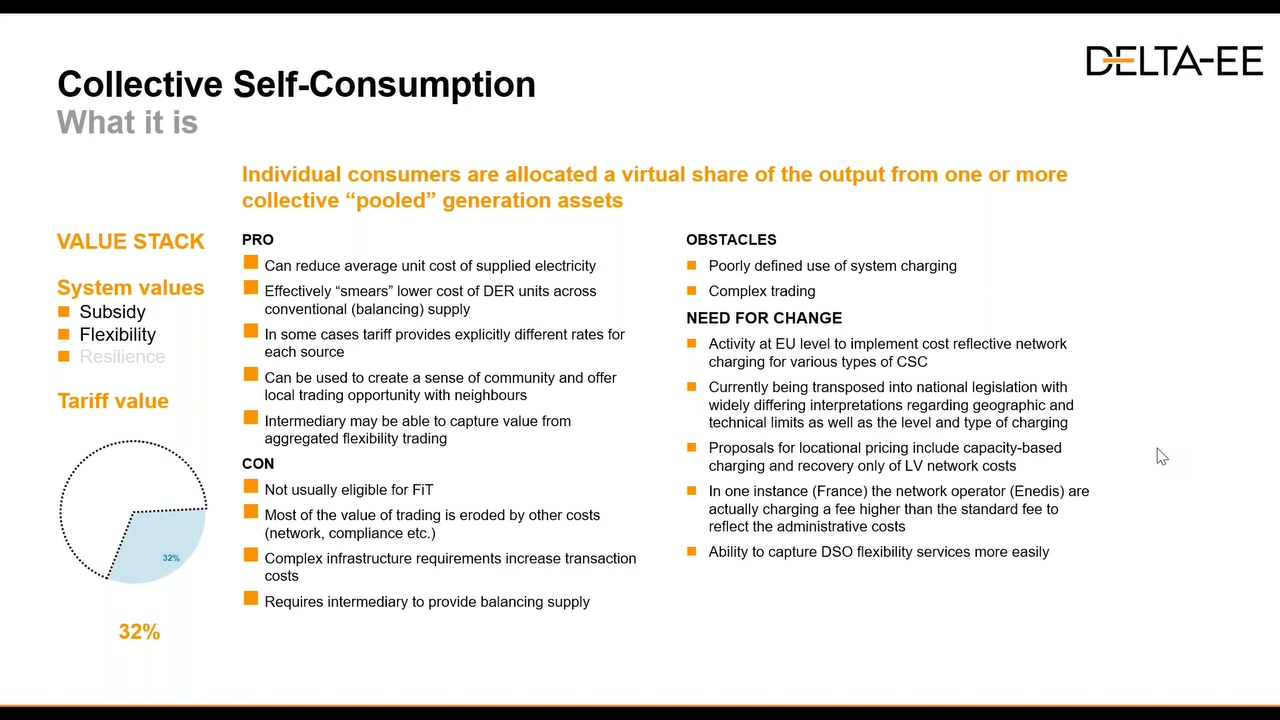 DELTA-EE
Collective Self-Consumption
What it is
Individual consumers are allocated a virtual share of the output from one or more
collective “pooled” generation assets
VALUE STACK
System values
Subsidy
Flexibility
Resilience
Tariff value
32%
32%
PRO
Can reduce average unit cost of supplied electricity
Effectively “smears” lower cost of DER units across
conventional (balancing) supply
In some cases tariff provides explicitly different rates for
each source
Can be used to create a sense of community and offer
local trading opportunity with neighbours
Intermediary may be able to capture value from
aggregated flexibility trading
CON
Not usually eligible for FiT
Most of the value of trading is eroded by other costs
(network, compliance etc.)
Complex infrastructure requirements increase transaction
costs
Requires intermediary to provide balancing supply
OBSTACLES
Poorly defined use of system charging
Complex trading
NEED FOR CHANGE
Activity at EU level to implement cost reflective network
charging for various types of CSC
Currently being transposed into national legislation with
widely differing interpretations regarding geographic and
technical limits as well as the level and type of charging
Proposals for locational pricing include capacity-based
charging and recovery only of LV network costs
In one instance (France) the network operator (Enedis) are
actually charging a fee higher than the standard fee to
reflect the administrative costs
Ability to capture DSO flexibility services more easily